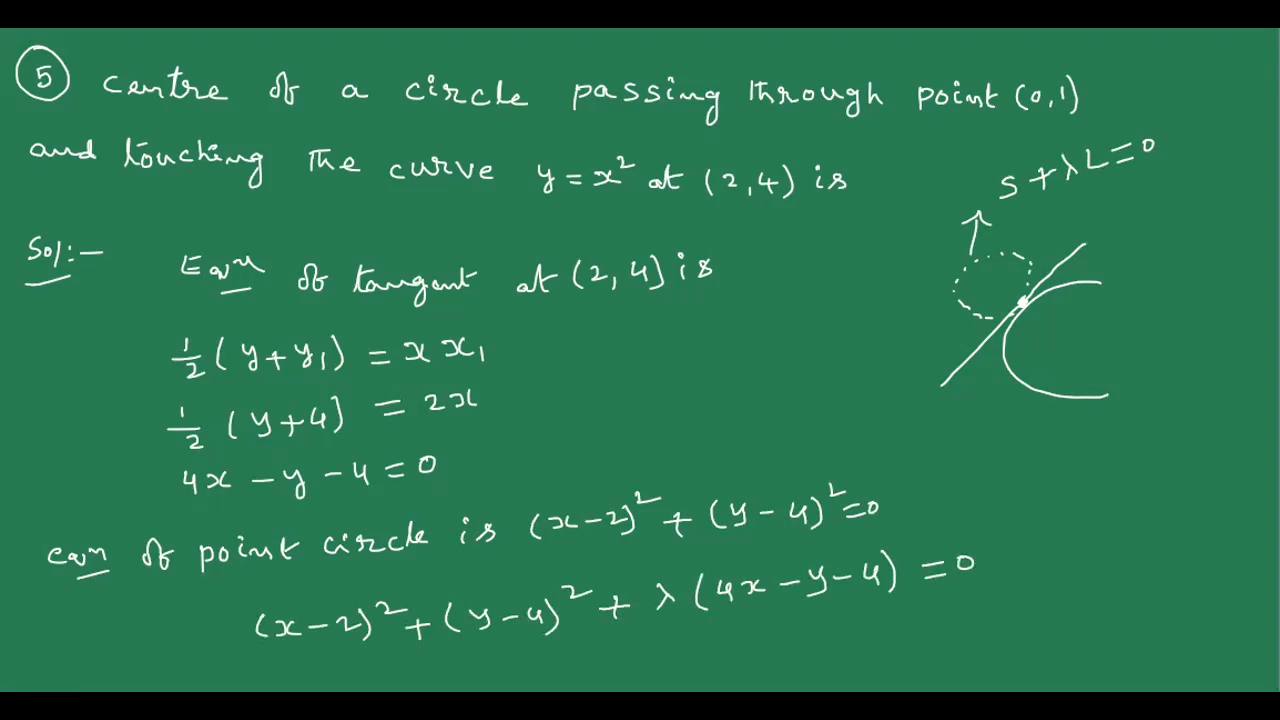 5 centre of a circle passing through point (0,1)
and touching the curve y = x² at (2,4) is
S + λL = 0
Sol:-
Eqn of tangent at (2, 4) is
1/2 (y + y₁) = x x₁
1/2 (y + 4) = 2x
4x - y - 4 = 0
eqn of point circle is (x-2)² + (y-4)² = 0
(x-2)² + (y-4)² + λ (4x - y - 4) = 0